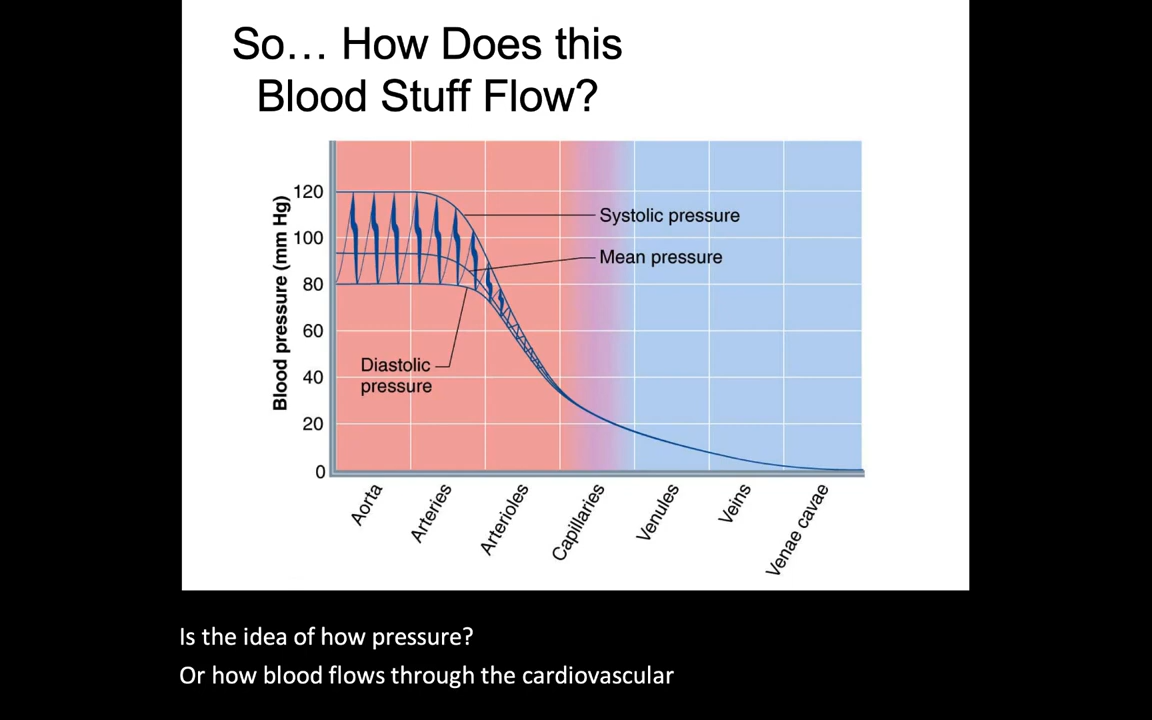 So… How Does this
Blood Stuff Flow?
Blood pressure (mm Hg)
120
100
80
60
40
20
0
Systolic pressure
Mean pressure
Diastolic
pressure
Aorta
Arteries
Arterioles
Capillaries
Venules
Veins
Venae cavae
Is the idea of how pressure?
Or how blood flows through the cardiovascular